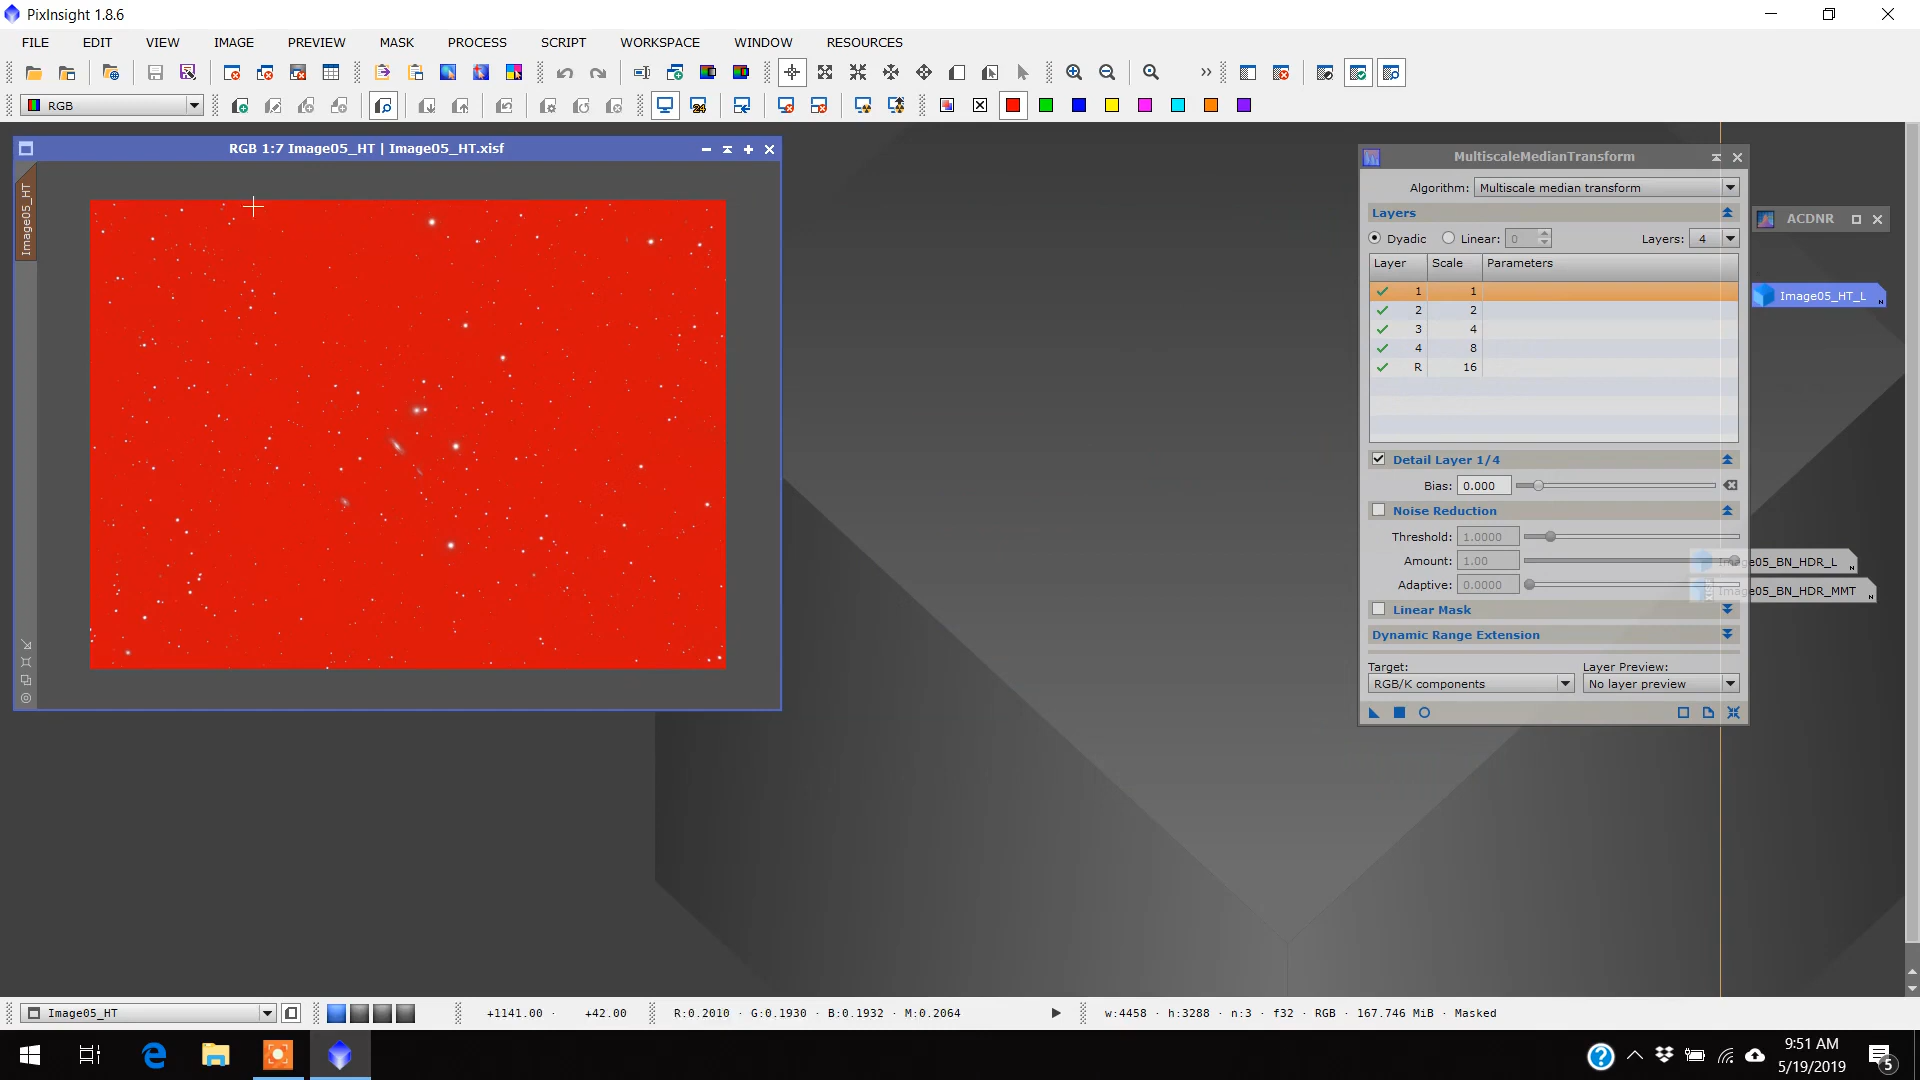 PixInsight 1.8.6
FILE EDIT VIEW IMAGE PREVIEW MASK PROCESS SCRIPT WORKSPACE WINDOW RESOURCES
RGB
24
RGB 1:7 Image05_HT | Image05_HT.xisf
Image05_HT
MultiscaleMedianTransform
Algorithm: Multiscale median transform
Layers
Dyadic Linear: 0 Layers: 4
Layer Scale Parameters
1 1
2 2
3 4
4 8
R 16
Detail Layer 1/4
Bias: 0.000
Noise Reduction
Threshold: 1.0000
Amount: 1.00
Adaptive: 0.0000
Linear Mask
Dynamic Range Extension
Target: Layer Preview:
RGB/K components No layer preview
ACDNR
Image05_HT_L
N
Image05_BN_HDR_L
N
Image05_BN_HDR_MMT
N
Image05_HT +1141.00 · +42.00 R:0.2010 · G:0.1930 · B:0.1932 · M:0.2064 w:4458 · h:3288 · n:3 · f32 · RGB · 167.746 MiB · Masked
9:51 AM
5/19/2019
5